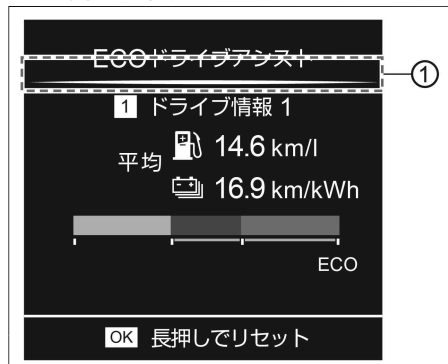 ECOドライブアシスト
①
1 ドライブ情報 1
平均
14.6 km/l
16.9 km/kWh
ECO
OK 長押しでリセット